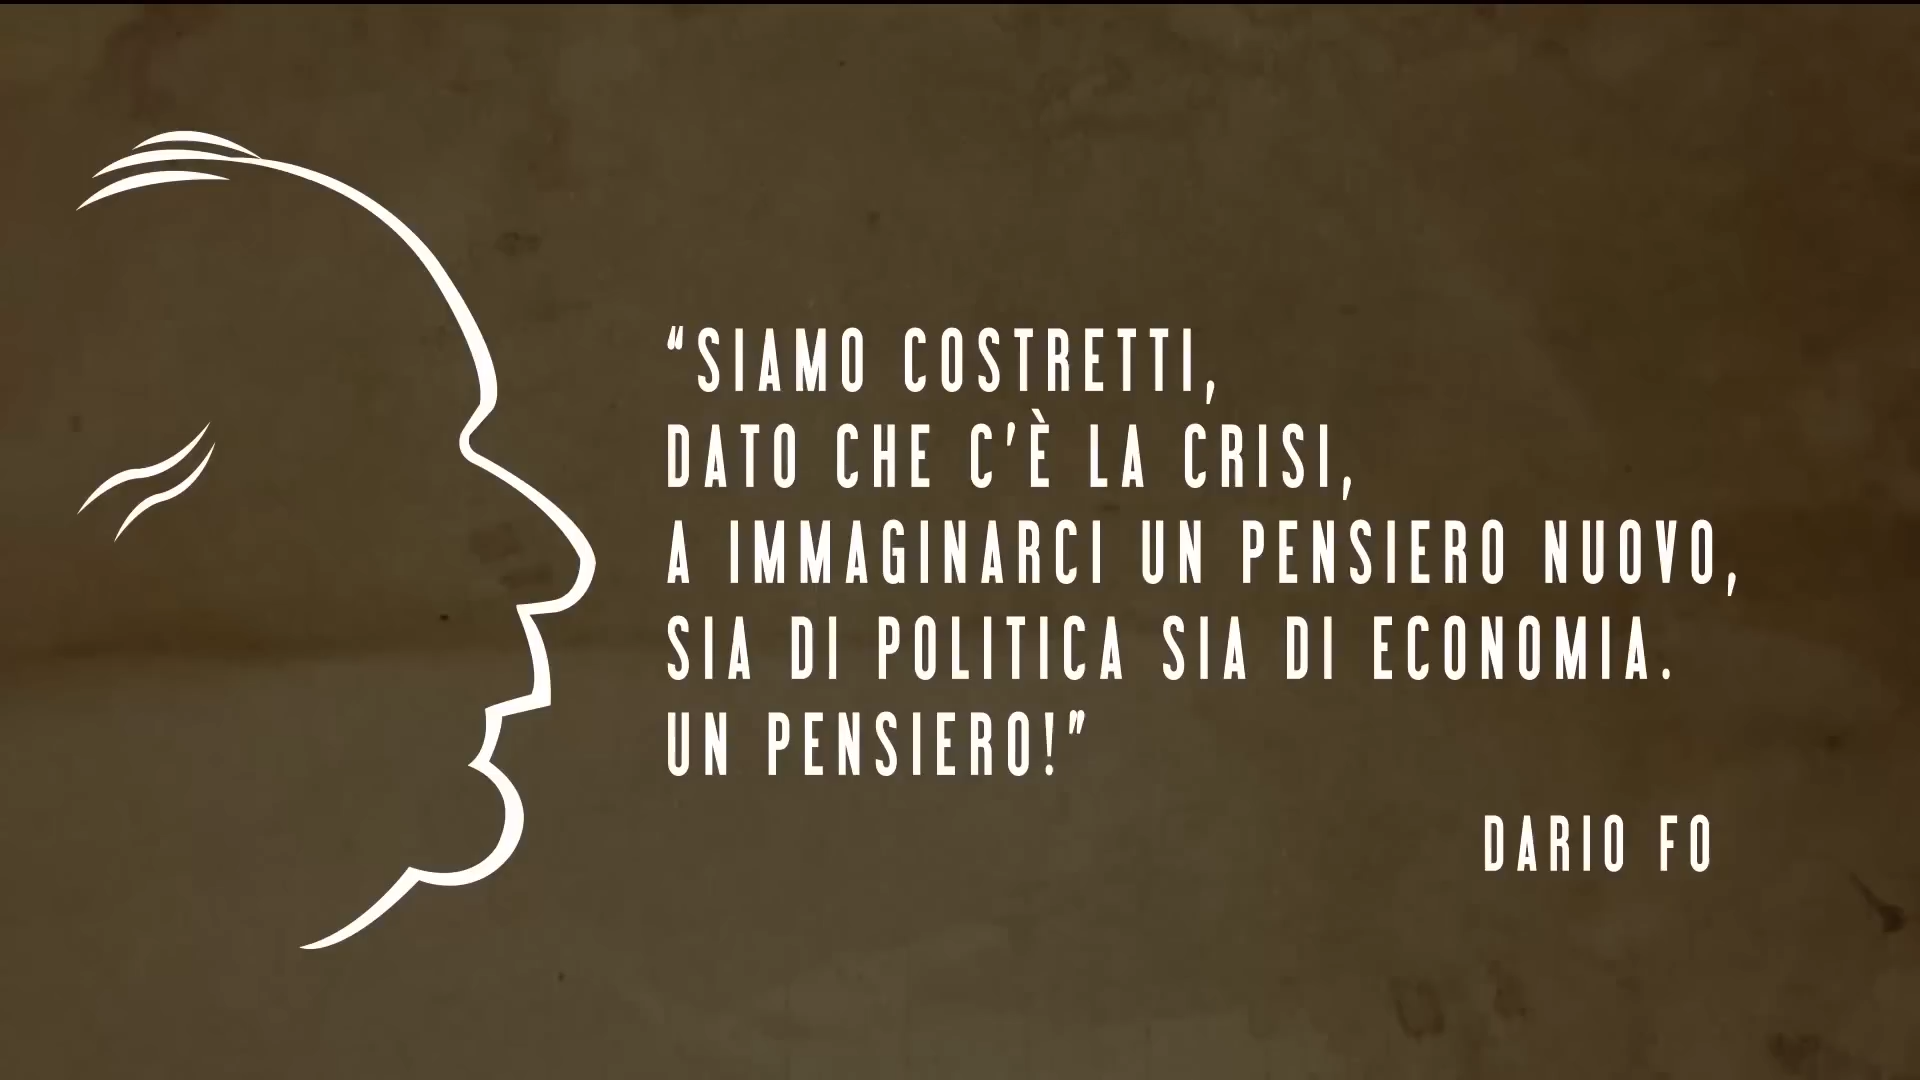 “SIAMO COSTRETTI,
DATO CHE C'È LA CRISI,
A IMMAGINARCI UN PENSIERO NUOVO,
SIA DI POLITICA SIA DI ECONOMIA.
UN PENSIERO!”
DARIO FO